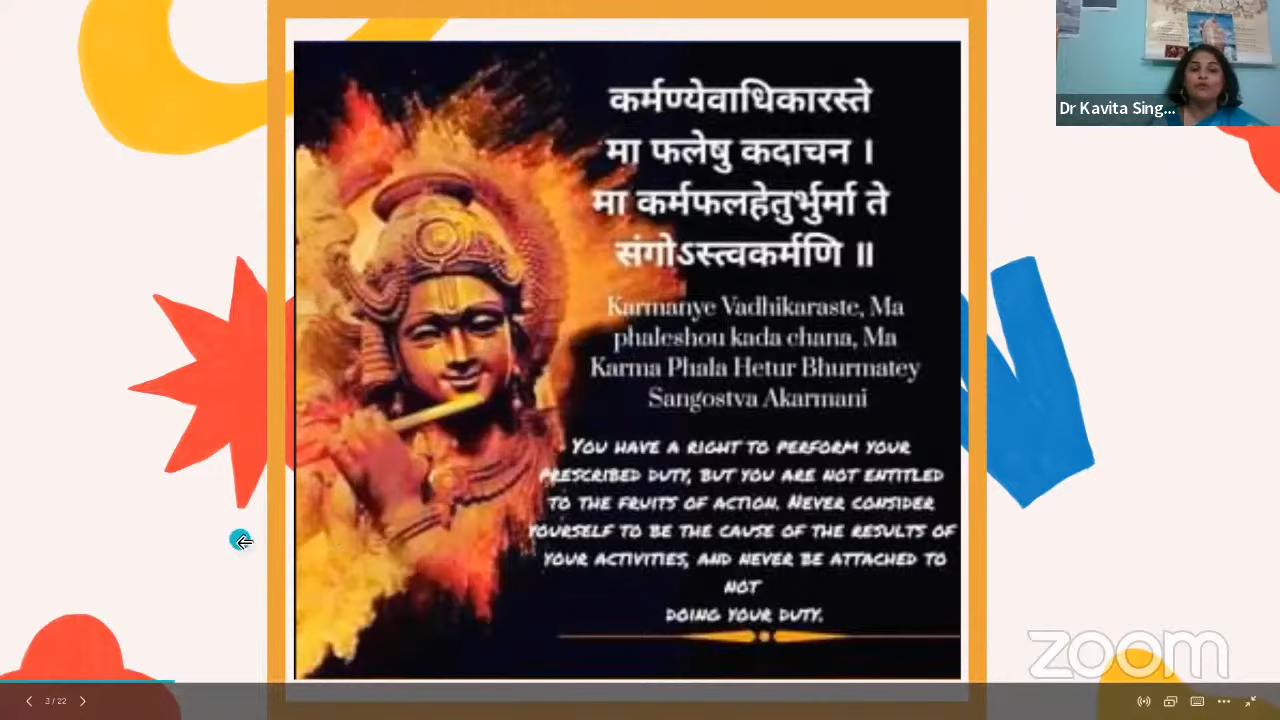 Dr Kavita Sing...
कर्मण्येवाधिकारस्ते
मा फलेषु कदाचन ।
मा कर्मफलहेतुर्भुर्मा ते
संगोऽस्त्वकर्मणि ॥
Karmanye Vadhikaraste, Ma
phaleshou kada chana, Ma
Karma Phala Hetur Bhurmatey
Sangostva Akarmani
YOU HAVE A RIGHT TO PERFORM YOUR
PRESCRIBED DUTY, BUT YOU ARE NOT ENTITLED
TO THE FRUITS OF ACTION. NEVER CONSIDER
YOURSELF TO BE THE CAUSE OF THE RESULTS OF
YOUR ACTIVITIES, AND NEVER BE ATTACHED TO
NOT
DOING YOUR DUTY.
zoom
3 / 22